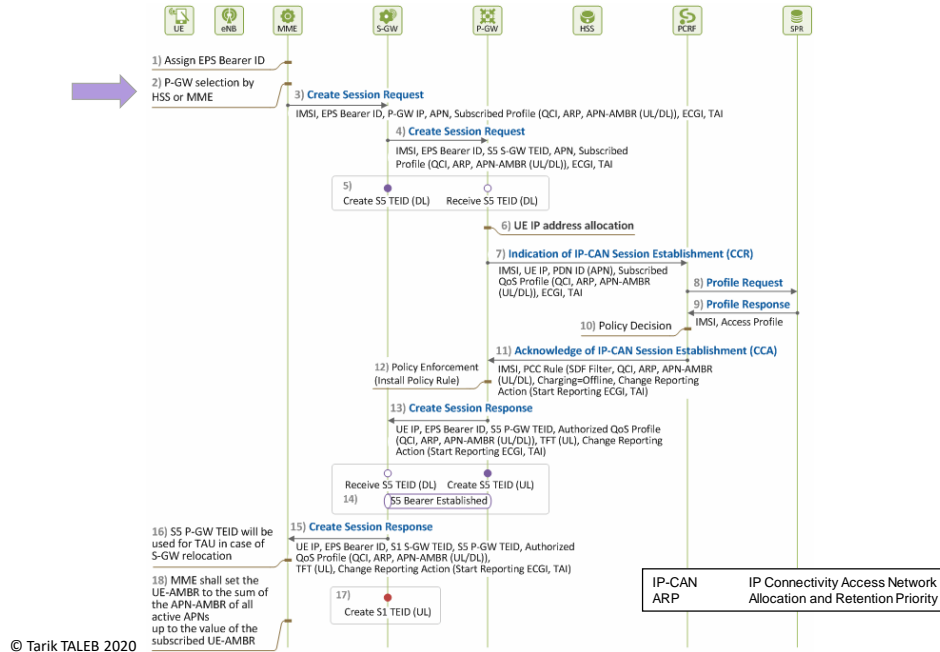 UE
eNB
MME
S-GW
P-GW
HSS
PCRF
SPR
1) Assign EPS Bearer ID
2) P-GW selection by
HSS or MME
3) Create Session Request
IMSI, EPS Bearer ID, P-GW IP, APN, Subscribed Profile (QCI, ARP, APN-AMBR (UL/DL)), ECGI, TAI
4) Create Session Request
IMSI, EPS Bearer ID, S5 S-GW TEID, APN, Subscribed
Profile (QCI, ARP, APN-AMBR (UL/DL)), ECGI, TAI
5)
Create S5 TEID (DL)
Receive S5 TEID (DL)
6) UE IP address allocation
7) Indication of IP-CAN Session Establishment (CCR)
IMSI, UE IP, PDN ID (APN), Subscribed
QoS Profile (QCI, ARP, APN-AMBR
(UL/DL)), ECGI, TAI
8) Profile Request
9) Profile Response
IMSI, Access Profile
10) Policy Decision
11) Acknowledge of IP-CAN Session Establishment (CCA)
IMSI, PCC Rule (SDF Filter, QCI, ARP, APN-AMBR
(UL/DL), Charging=Offline, Change Reporting
Action (Start Reporting ECGI, TAI)
12) Policy Enforcement
(Install Policy Rule)
13) Create Session Response
UE IP, EPS Bearer ID, S5 P-GW TEID, Authorized QoS Profile
(QCI, ARP, APN-AMBR (UL/DL)), TFT (UL), Change Reporting
Action (Start Reporting ECGI, TAI)
Receive S5 TEID (DL)
Create S5 TEID (UL)
14)
S5 Bearer Established
15) Create Session Response
UE IP, EPS Bearer ID, S1 S-GW TEID, S5 P-GW TEID, Authorized
QoS Profile (QCI, ARP, APN-AMBR (UL/DL)),
TFT (UL), Change Reporting Action (Start Reporting ECGI, TAI)
16) S5 P-GW TEID will be
used for TAU in case of
S-GW relocation
17)
Create S1 TEID (UL)
18) MME shall set the
UE-AMBR to the sum of
the APN-AMBR of all
active APNs
up to the value of the
subscribed UE-AMBR
IP-CAN IP Connectivity Access Network
ARP Allocation and Retention Priority
© Tarik TALEB 2020